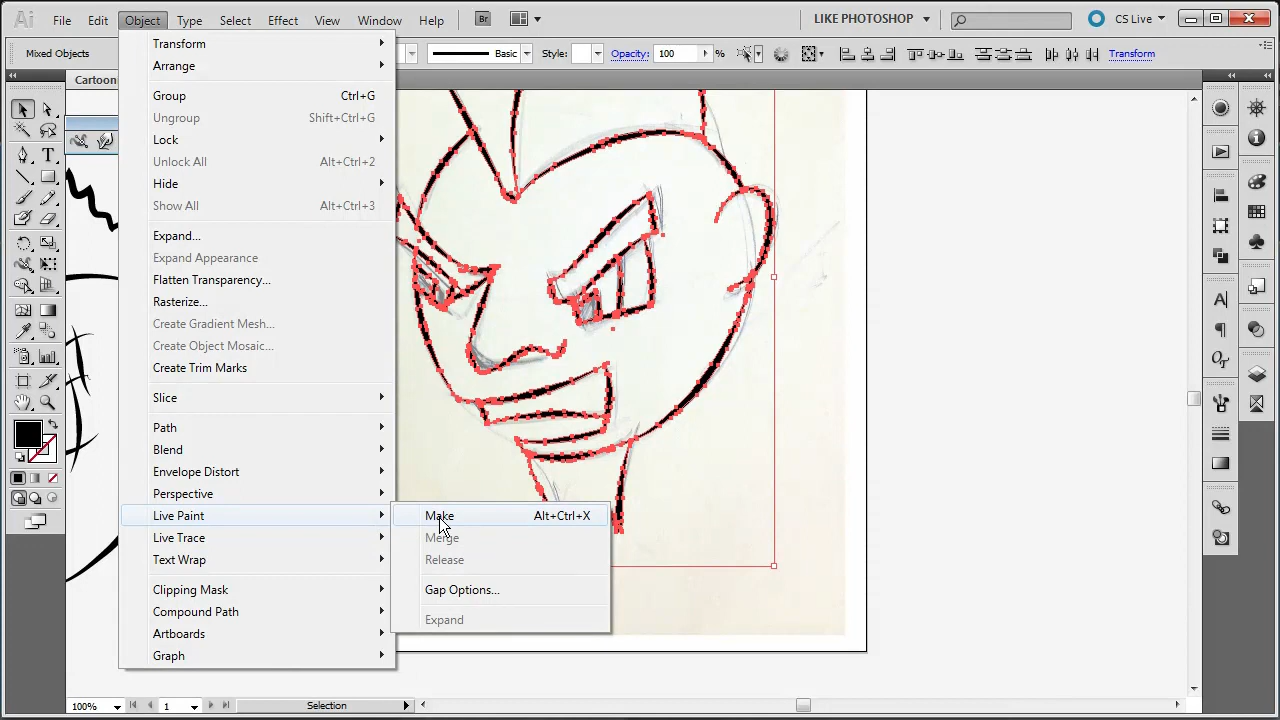 Ai File Edit Object Type Select Effect View Window Help Br LIKE PHOTOSHOP CS Live
Mixed Objects Basic Style: Opacity: 100 % Transform
Cartoon
Transform
Arrange
Group Ctrl+G
Ungroup Shift+Ctrl+G
Lock
Unlock All Alt+Ctrl+2
Hide
Show All Alt+Ctrl+3
Expand...
Expand Appearance
Flatten Transparency...
Rasterize...
Create Gradient Mesh...
Create Object Mosaic...
Create Trim Marks
Slice
Path
Blend
Envelope Distort
Perspective
Live Paint
Live Trace
Text Wrap
Clipping Mask
Compound Path
Artboards
Graph
Make Alt+Ctrl+X
Merge
Release
Gap Options...
Expand
100% 1 Selection